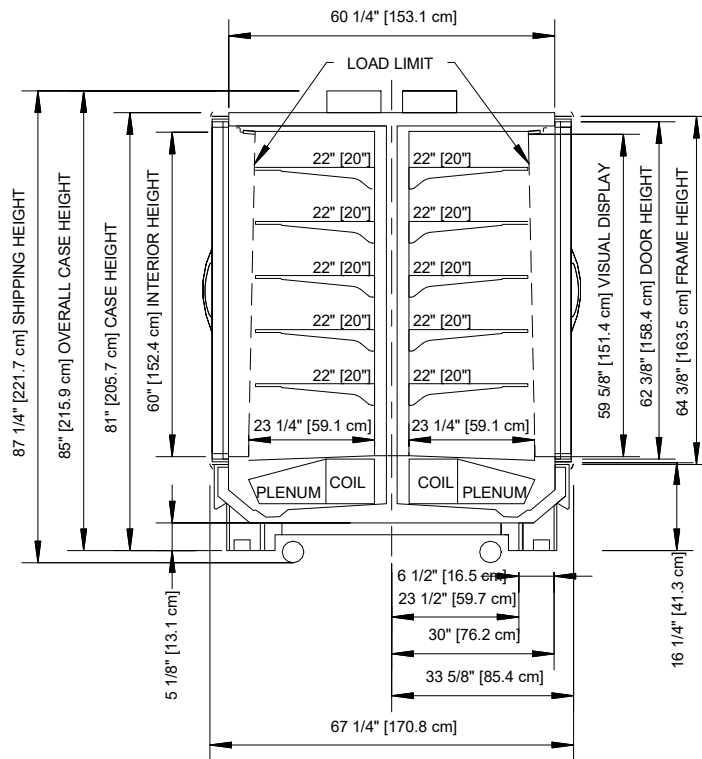 60 1/4" [153.1 cm]
LOAD LIMIT
22" [20"] 22" [20"]
22" [20"] 22" [20"]
22" [20"] 22" [20"]
22" [20"] 22" [20"]
22" [20"] 22" [20"]
23 1/4" [59.1 cm] 23 1/4" [59.1 cm]
PLENUM COIL COIL PLENUM
87 1/4" [221.7 cm] SHIPPING HEIGHT
85" [215.9 cm] OVERALL CASE HEIGHT
81" [205.7 cm] CASE HEIGHT
60" [152.4 cm] INTERIOR HEIGHT
59 5/8" [151.4 cm] VISUAL DISPLAY
62 3/8" [158.4 cm] DOOR HEIGHT
64 3/8" [163.5 cm] FRAME HEIGHT
5 1/8" [13.1 cm]
16 1/4" [41.3 cm]
6 1/2" [16.5 cm]
23 1/2" [59.7 cm]
30" [76.2 cm]
33 5/8" [85.4 cm]
67 1/4" [170.8 cm]